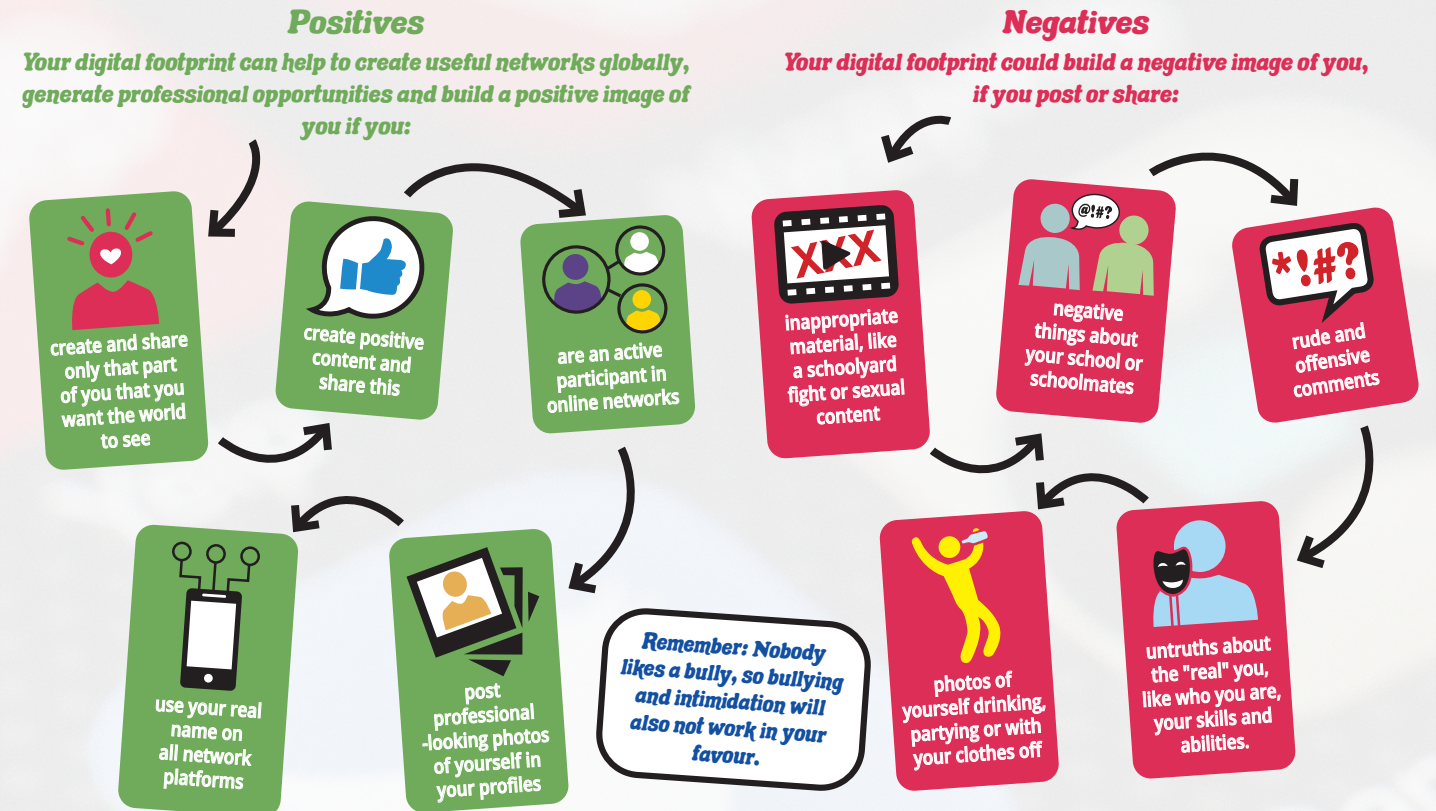 Positives
Your digital footprint can help to create useful networks globally,
generate professional opportunities and build a positive image of
you if you:
create and share
only that part
of you that you
want the world
to see
create positive
content and
share this
are an active
participant in
online networks
post
professional
-looking photos
of yourself in
your profiles
use your real
name on
all network
platforms
Negatives
Your digital footprint could build a negative image of you,
if you post or share:
XXX
inappropriate
material, like
a schoolyard
fight or sexual
content
@!#?
negative
things about
your school or
schoolmates
*!#?
rude and
offensive
comments
untruths about
the "real" you,
like who you are,
your skills and
abilities.
photos of
yourself drinking,
partying or with
your clothes off
Remember: Nobody
likes a bully, so bullying
and intimidation will
also not work in your
favour.